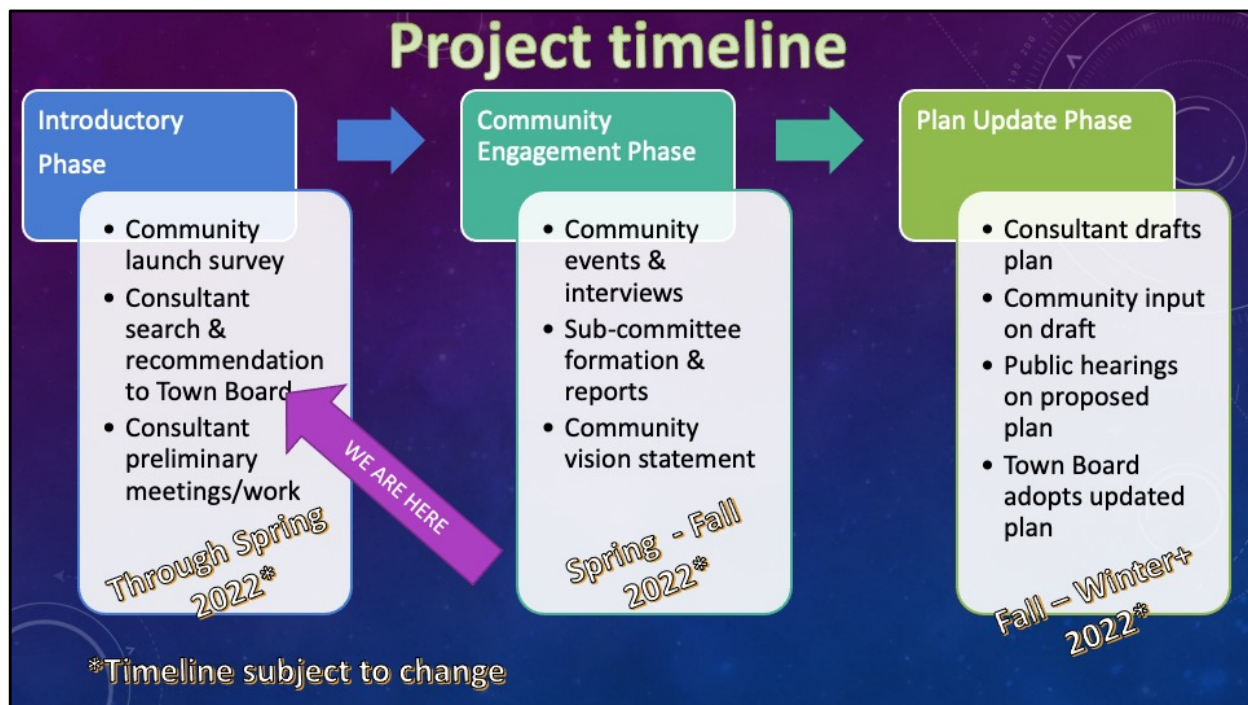 Project timeline
Introductory
Phase
• Community
launch survey
• Consultant
search &
recommendation
to Town Board
• Consultant
preliminary
meetings/work
Through Spring
2022*
WE ARE HERE
Community
Engagement Phase
• Community
events &
interviews
• Sub-committee
formation &
reports
• Community
vision statement
Spring - Fall
2022*
Plan Update Phase
• Consultant drafts
plan
• Community input
on draft
• Public hearings
on proposed
plan
• Town Board
adopts updated
plan
Fall – Winter+
2022*
*Timeline subject to change